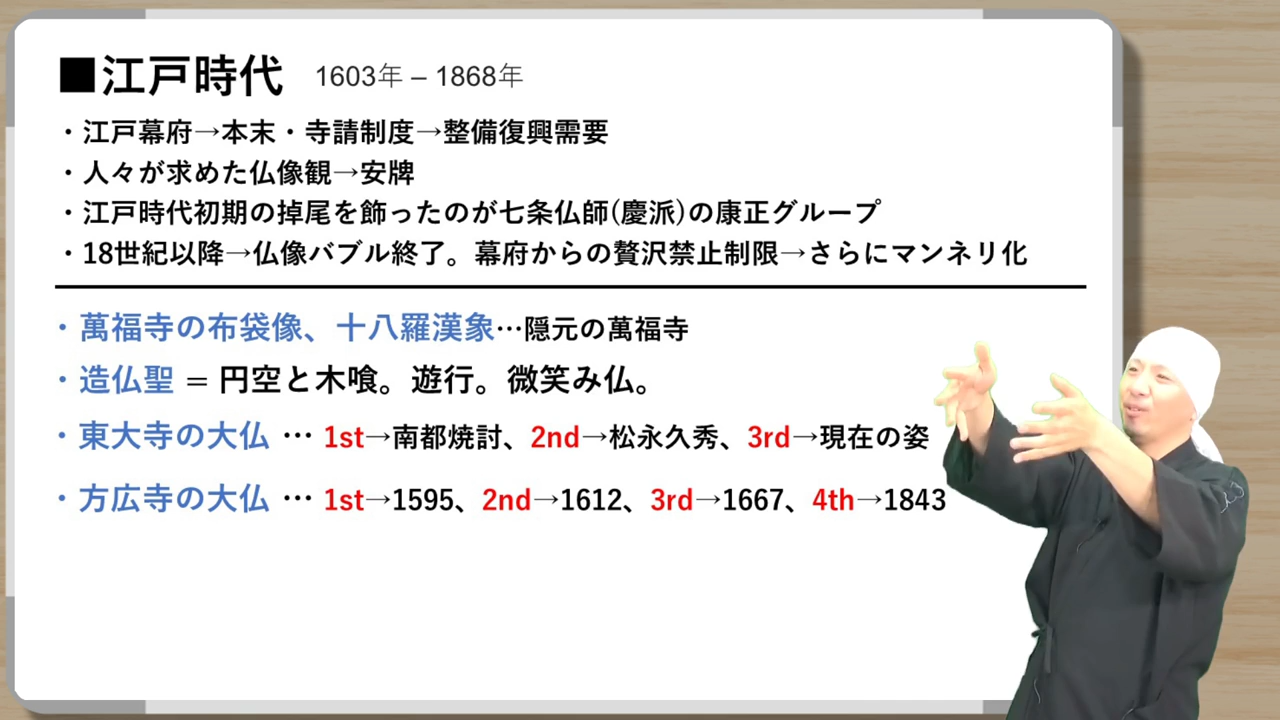 ■江戸時代 1603年 – 1868年
・江戸幕府→本末・寺請制度→整備復興需要
・人々が求めた仏像観→安牌
・江戸時代初期の掉尾を飾ったのが七条仏師(慶派)の康正グループ
・18世紀以降→仏像バブル終了。幕府からの贅沢禁止制限→さらにマンネリ化
・萬福寺の布袋像、十八羅漢象…隠元の萬福寺
・造仏聖 = 円空と木喰。遊行。微笑み仏。
・東大寺の大仏 … 1st→南都焼討、2nd→松永久秀、3rd→現在の姿
・方広寺の大仏 … 1st→1595、2nd→1612、3rd→1667、4th→1843